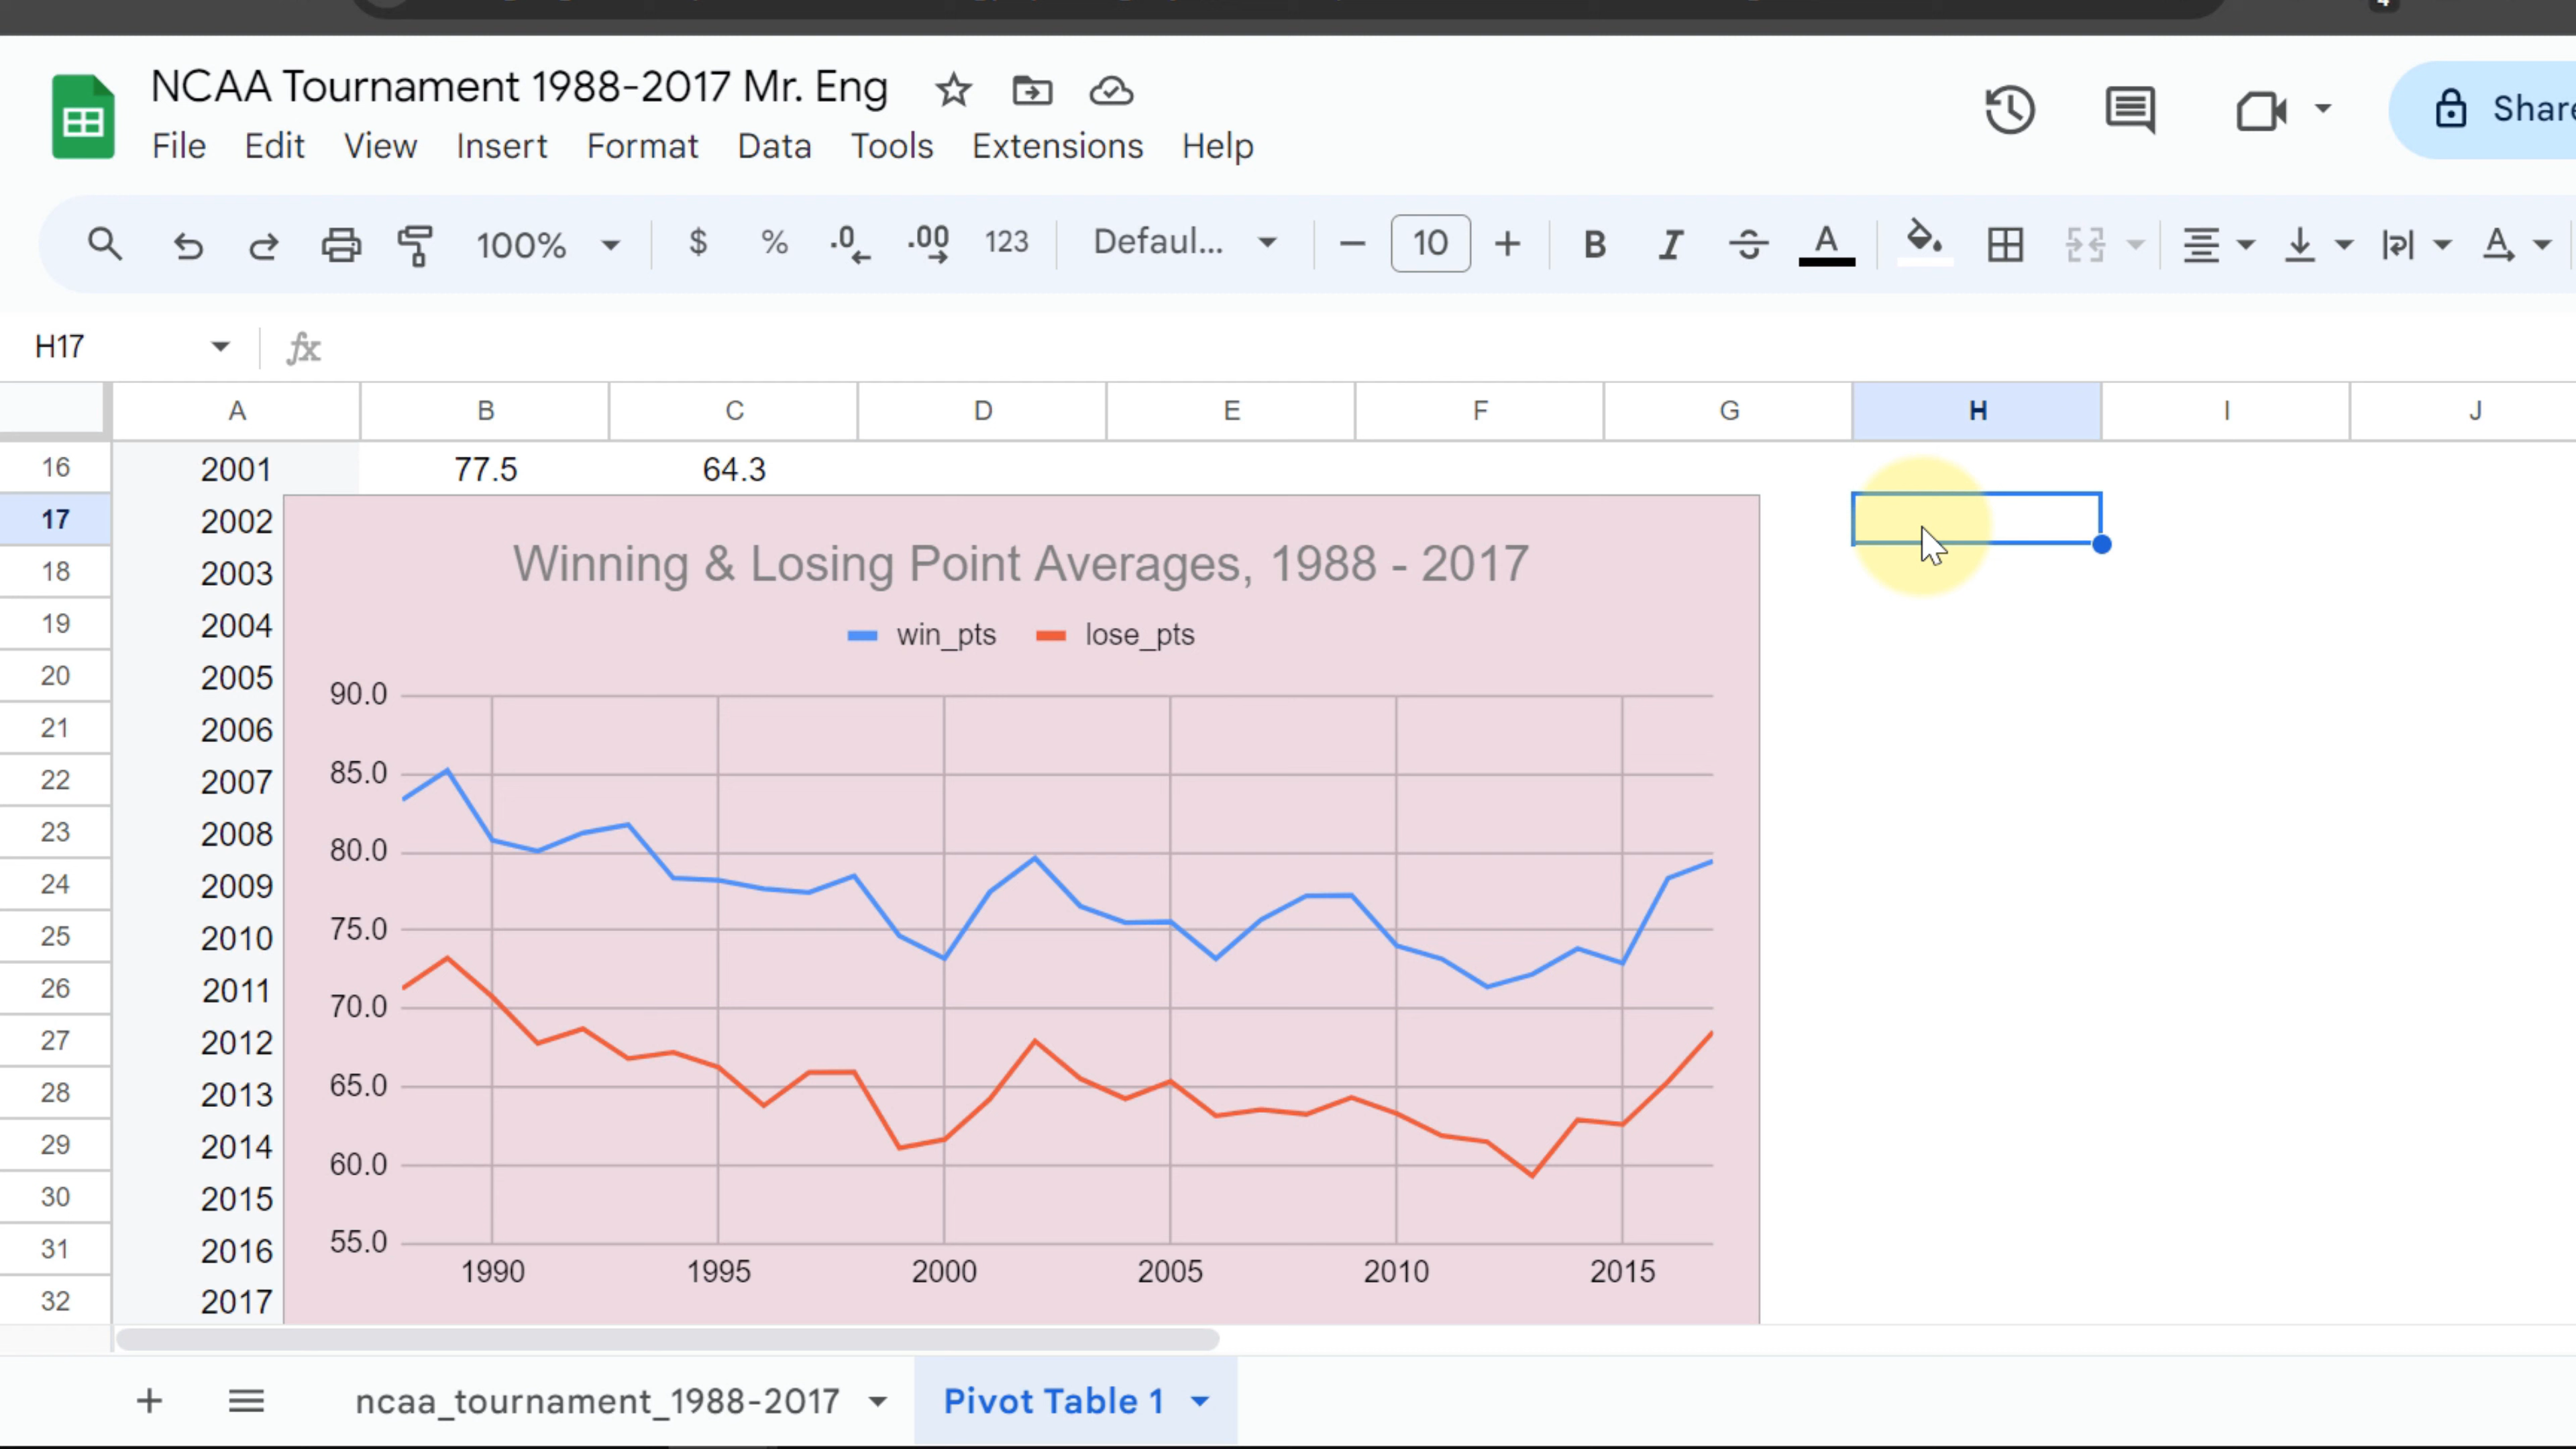 NCAA Tournament 1988-2017 Mr. Eng
File Edit View Insert Format Data Tools Extensions Help
100% $ % .0 .00 123 Defaul... 10 B I A
H17 fx
A B C D E F G H I J
16 2001 77.5 64.3
17 2002
18 2003
19 2004
20 2005
21 2006
22 2007
23 2008
24 2009
25 2010
26 2011
27 2012
28 2013
29 2014
30 2015
31 2016
32 2017
Winning & Losing Point Averages, 1988 - 2017
win_pts lose_pts
90.0
85.0
80.0
75.0
70.0
65.0
60.0
55.0
1990 1995 2000 2005 2010 2015
ncaa_tournament_1988-2017 Pivot Table 1